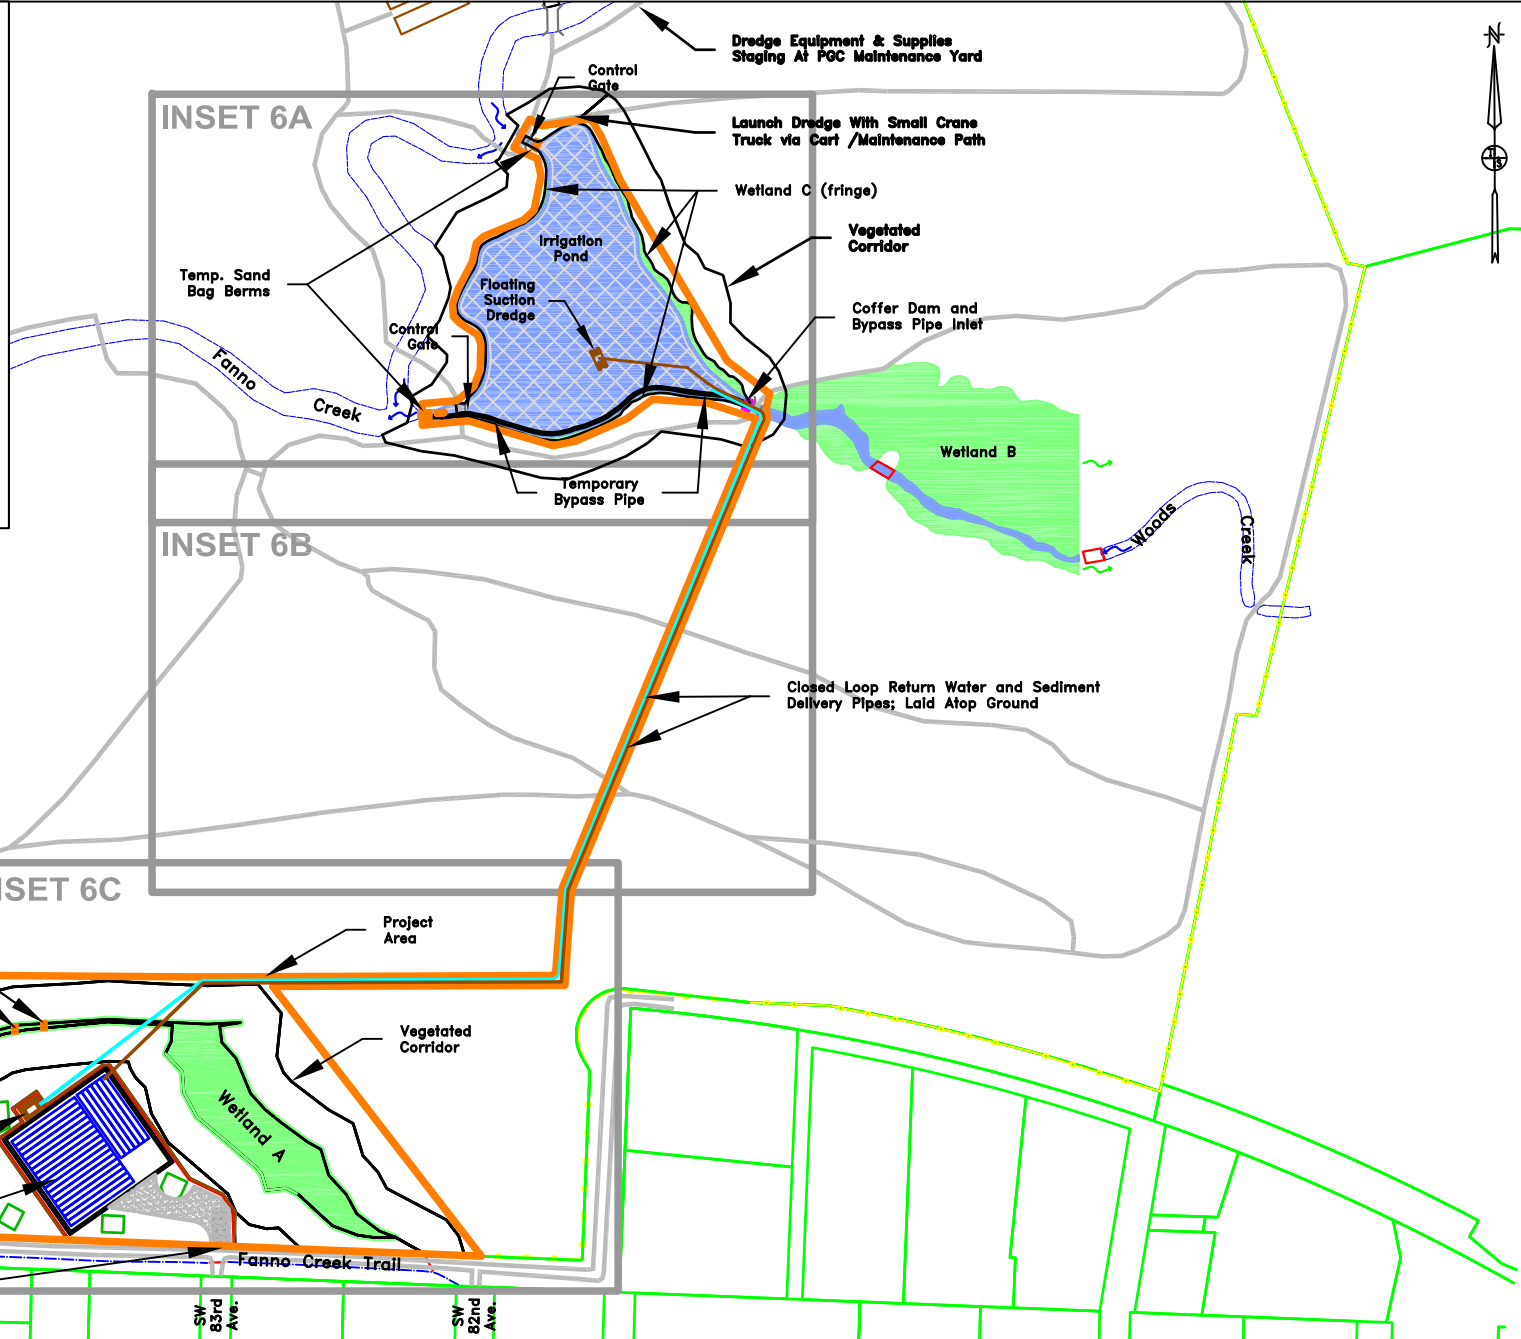 Dredge Equipment & Supplies
Staging At PGC Maintenance Yard
N
Control
Gate
INSET 6A
Launch Dredge With Small Crane
Truck via Cart /Maintenance Path
Wetland C (fringe)
Vegetated
Corridor
Irrigation
Pond
Temp. Sand
Bag Berms
Floating
Suction
Dredge
Coffer Dam and
Bypass Pipe Inlet
Control
Gate
Fanno
Creek
Wetland B
Temporary
Bypass Pipe
Woods
Creek
INSET 6B
Closed Loop Return Water and Sediment
Delivery Pipes; Laid Atop Ground
NSET 6C
Project
Area
Vegetated
Corridor
Wetland A
Fanno Creek Trail
SW
83rd
Ave.
SW
82nd
Ave.